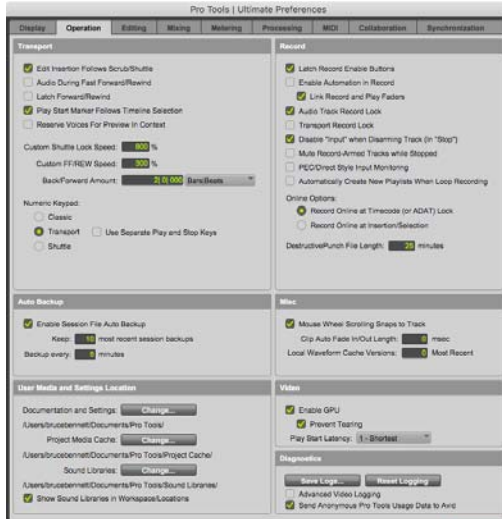 Pro Tools | Ultimate Preferences
Display
Operation
Editing
Mixing
Metering
Processing
MIDI
Collaboration
Synchronization
Transport
Edit Insertion Follows Scrub/Shuttle
Audio During Fast Forward/Rewind
Latch Forward/Rewind
Play Start Marker Follows Timeline Selection
Reserve Voices For Preview In Context
Custom Shuttle Lock Speed: 800 %
Custom FF/REW Speed: 300 %
Back/Forward Amount: 2| 0| 000 Bars:Beats
Numeric Keypad:
Classic
Transport Use Separate Play and Stop Keys
Shuttle
Record
Latch Record Enable Buttons
Enable Automation in Record
Link Record and Play Faders
Audio Track Record Lock
Transport Record Lock
Disable "Input" when Disarming Track (In "Stop")
Mute Record-Armed Tracks while Stopped
PEC/Direct Style Input Monitoring
Automatically Create New Playlists When Loop Recording
Online Options:
Record Online at Timecode (or ADAT) Lock
Record Online at Insertion/Selection
DestructivePunch File Length: 25 minutes
Auto Backup
Enable Session File Auto Backup
Keep: 10 most recent session backups
Backup every: minutes
Misc
Mouse Wheel Scrolling Snaps to Track
Clip Auto Fade In/Out Length: msec
Local Waveform Cache Versions: Most Recent
User Media and Settings Location
Documentation and Settings: Change...
/Users/brucebennett/Documents/Pro Tools/
Project Media Cache: Change...
/Users/brucebennett/Documents/Pro Tools/Project Cache/
Sound Libraries: Change...
/Users/brucebennett/Documents/Pro Tools/Sound Libraries/
Show Sound Libraries in Workspace/Locations
Video
Enable GPU
Prevent Tearing
Play Start Latency: 1 - Shortest
Diagnostics
Save Logs... Reset Logging
Advanced Video Logging
Send Anonymous Pro Tools Usage Data to Avid